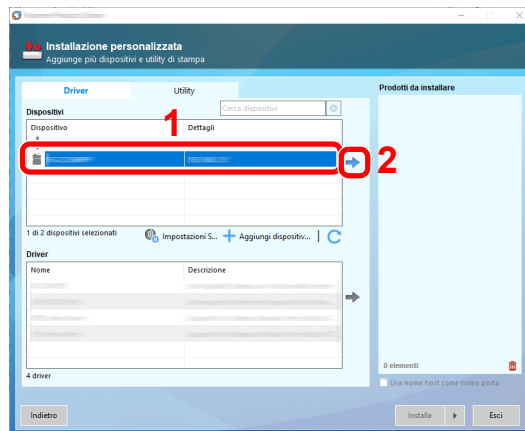 Installazione personalizzata
Aggiunge più dispositivi e utility di stampa
Driver
Utility
Prodotti da installare
Dispositivi
Cerca dispositivi
Dispositivo
Dettagli
1
2
1 di 2 dispositivi selezionati
Impostazioni S...
Aggiungi dispositiv...
Driver
Nome
Descrizione
4 driver
0 elementi
Usa nome host come nome porta
Indietro
Installa
Esci